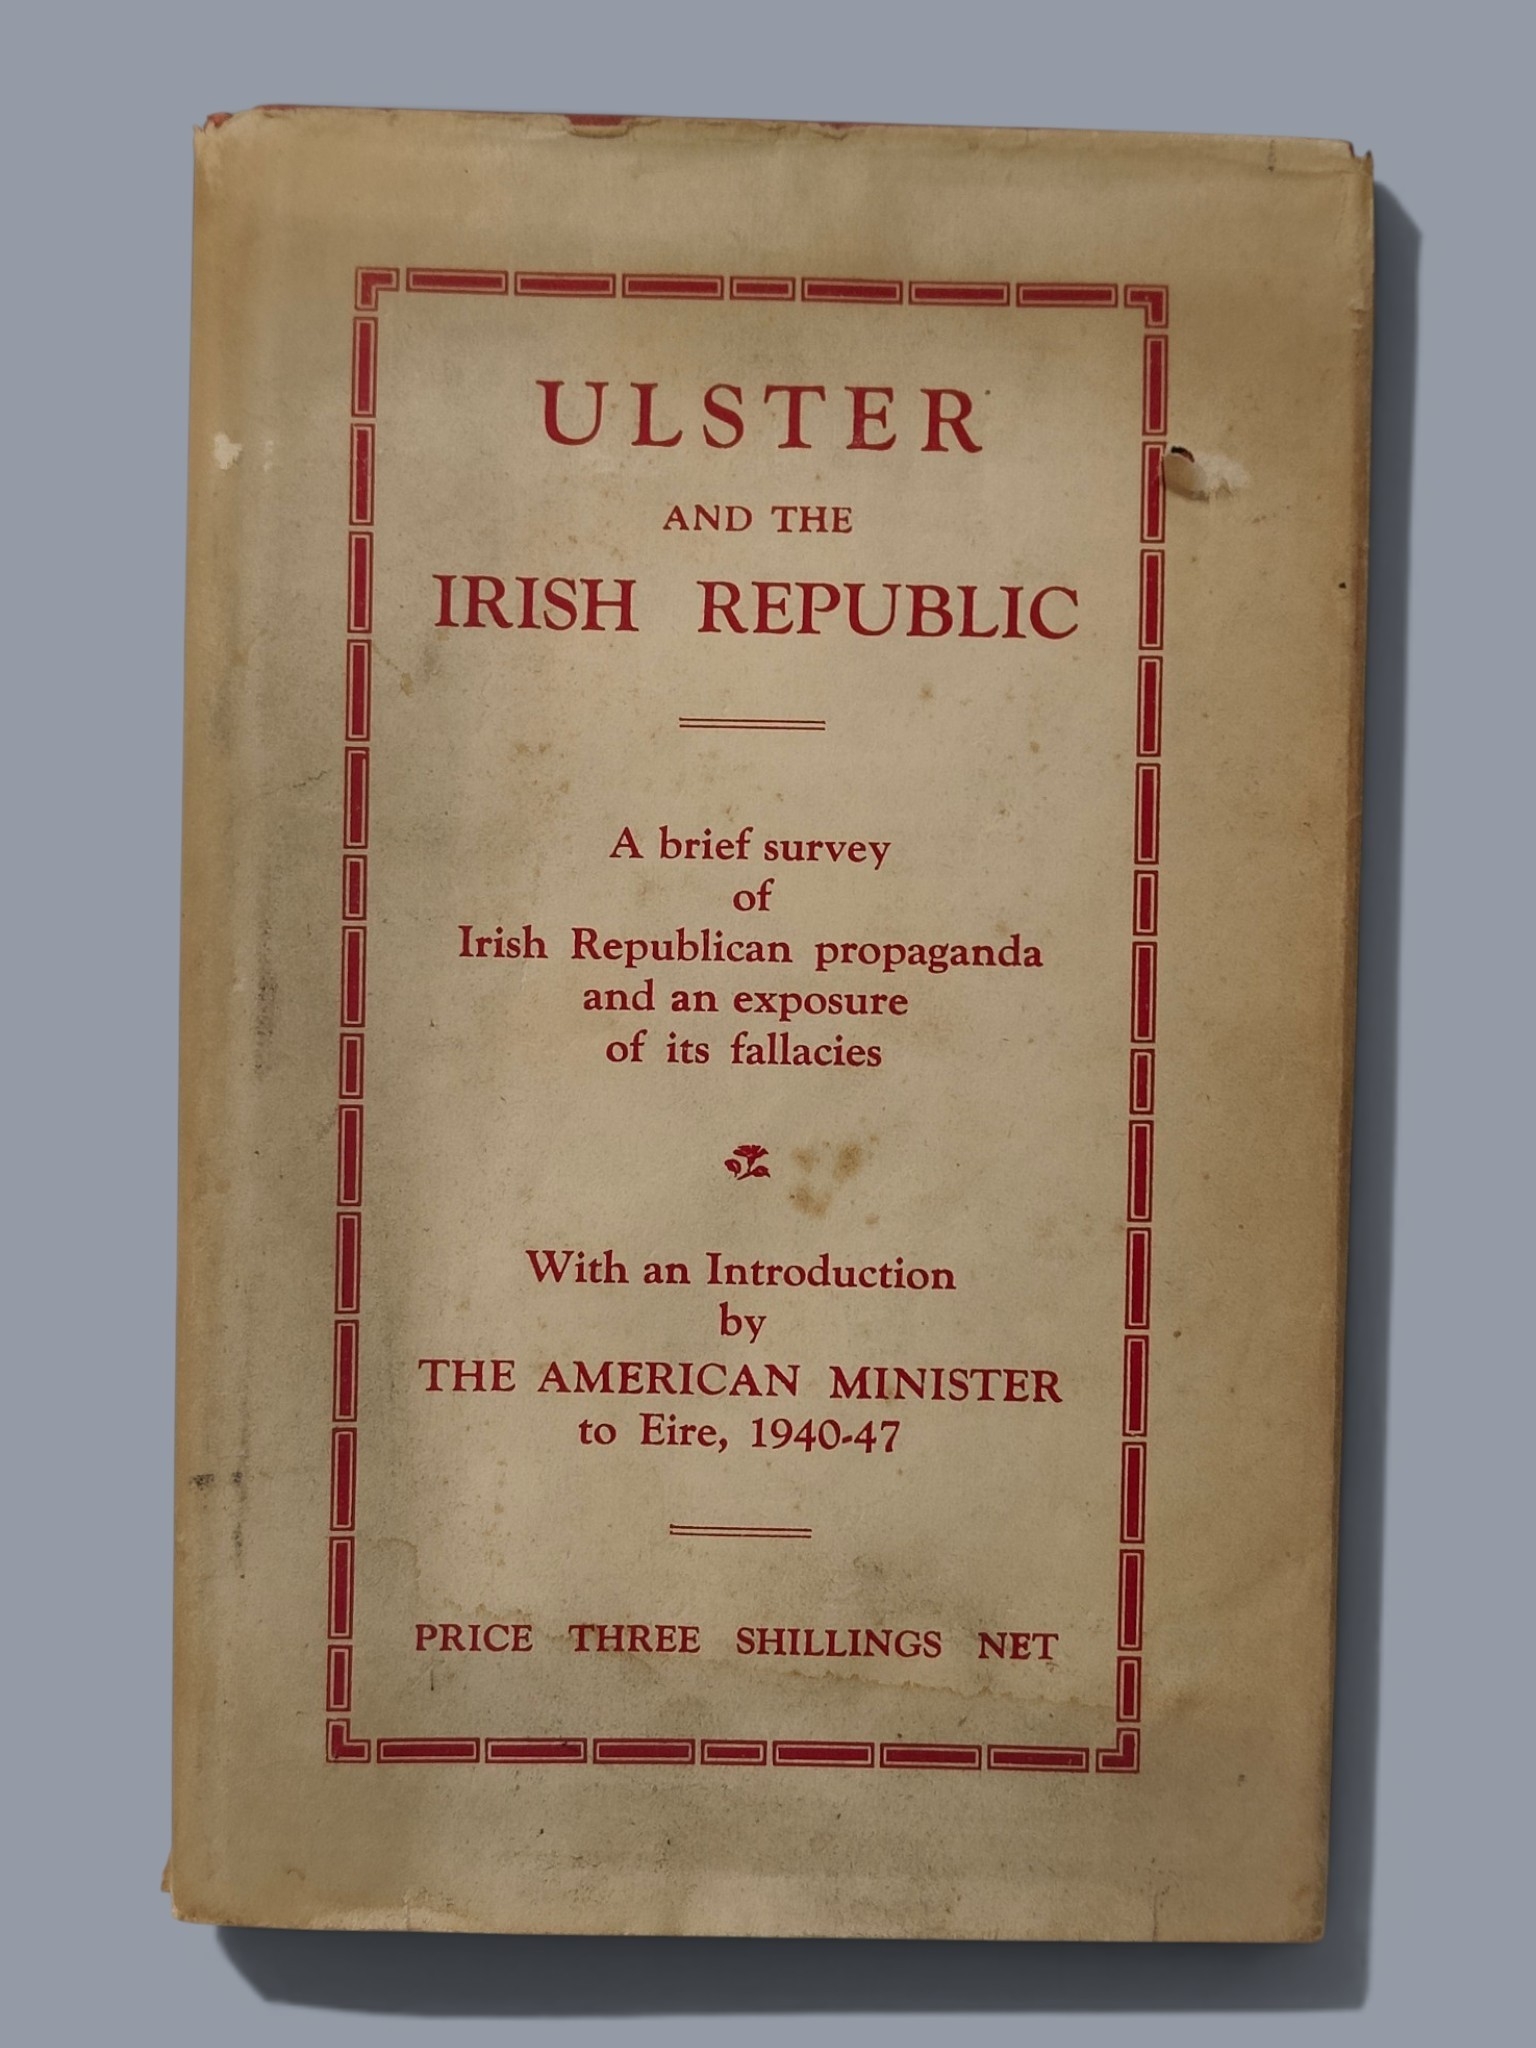 ULSTER
AND THE
IRISH REPUBLIC
A brief survey
of
Irish Republican propaganda
and an exposure
of its fallacies
With an Introduction
by
THE AMERICAN MINISTER
to Eire, 1940-47
PRICE THREE SHILLINGS NET